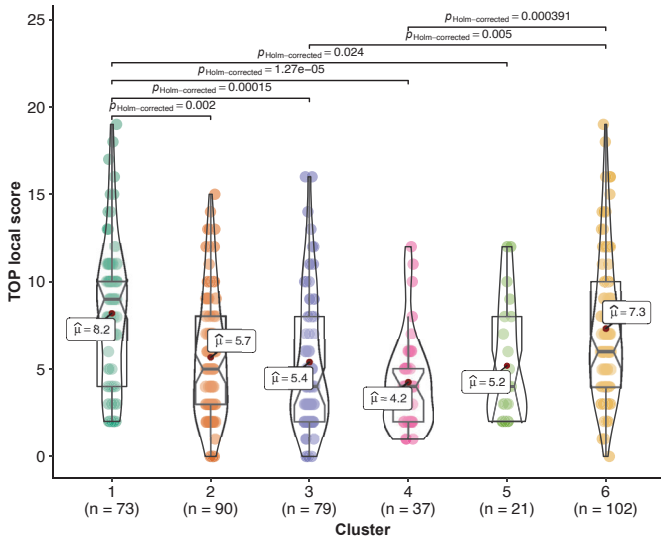 25
20
15
10
5
0
TOP local score
pHolm−corrected = 0.000391
pHolm−corrected = 0.005
pHolm−corrected = 0.024
pHolm−corrected = 1.27e−05
pHolm−corrected = 0.00015
pHolm−corrected = 0.002
μ̂ = 8.2
μ̂ = 5.7
μ̂ = 5.4
μ̂ = 4.2
μ̂ = 5.2
μ̂ = 7.3
1 2 3 4 5 6
(n = 73) (n = 90) (n = 79) (n = 37) (n = 21) (n = 102)
Cluster